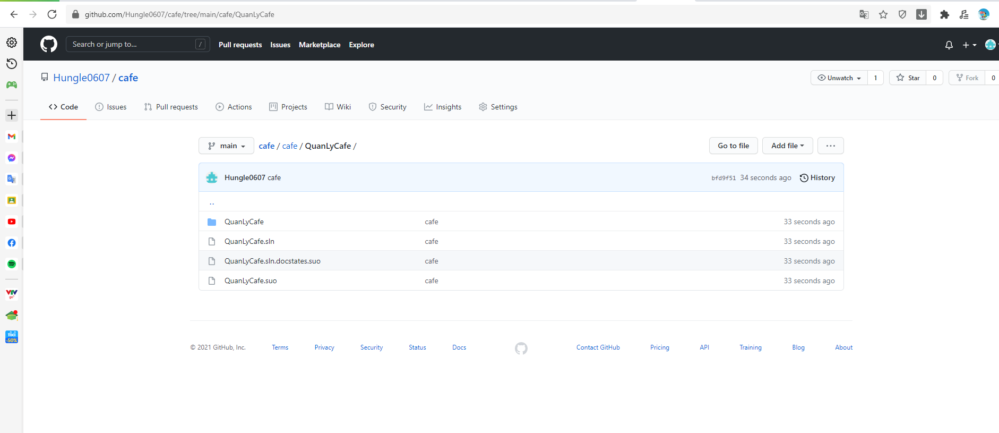 github.com/Hungle0607/cafe/tree/main/cafe/QuanLyCafe
Search or jump to... / Pull requests Issues Marketplace Explore
Hungle0607 / cafe Unwatch 1 Star 0 Fork 0
Code Issues Pull requests Actions Projects Wiki Security Insights Settings
main cafe / cafe / QuanLyCafe / Go to file Add file ...
Hungle0607 cafe bfd9f51 34 seconds ago History
..
QuanLyCafe cafe 33 seconds ago
QuanLyCafe.sln cafe 33 seconds ago
QuanLyCafe.sln.docstates.suo cafe 33 seconds ago
QuanLyCafe.suo cafe 33 seconds ago
VTV
go
TIKI
-50%
© 2021 GitHub, Inc. Terms Privacy Security Status Docs Contact GitHub Pricing API Training Blog About